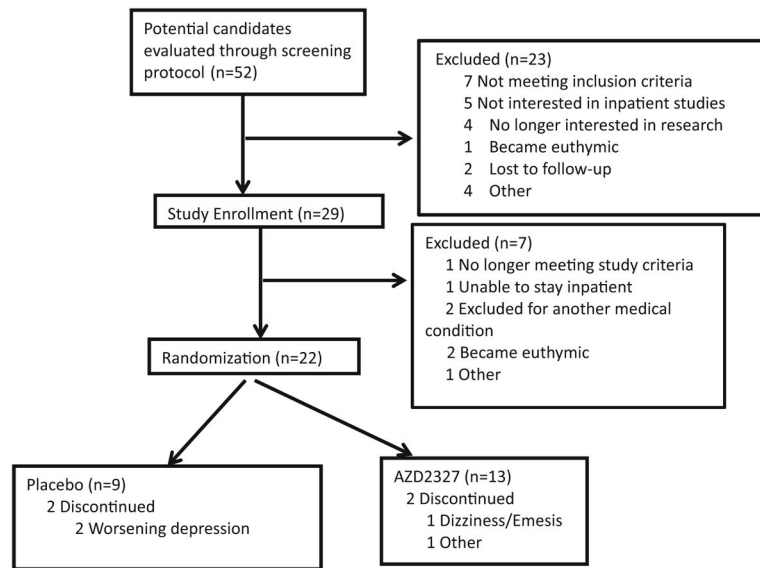 Potential candidates
evaluated through screening
protocol (n=52)
Excluded (n=23)
7 Not meeting inclusion criteria
5 Not interested in inpatient studies
4 No longer interested in research
1 Became euthymic
2 Lost to follow-up
4 Other
Study Enrollment (n=29)
Excluded (n=7)
1 No longer meeting study criteria
1 Unable to stay inpatient
2 Excluded for another medical
condition
2 Became euthymic
1 Other
Randomization (n=22)
Placebo (n=9)
2 Discontinued
2 Worsening depression
AZD2327 (n=13)
2 Discontinued
1 Dizziness/Emesis
1 Other